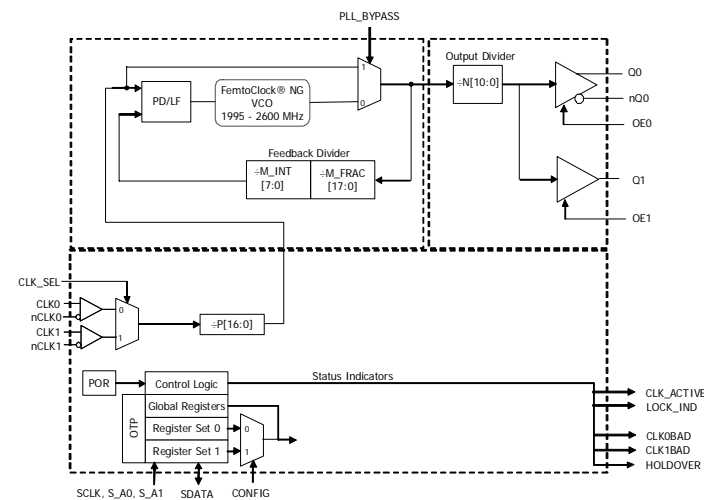 PLL_BYPASS
Output Divider
1
0
PD/LF
FemtoClock® NG
VCO
1995 - 2600 MHz
÷N[10:0]
Q0
nQ0
OE0
Feedback Divider
÷M_INT
[7:0]
÷M_FRAC
[17:0]
Q1
OE1
CLK_SEL
CLK0
nCLK0
CLK1
nCLK1
0
1
÷P[16:0]
POR
Control Logic
Status Indicators
Global Registers
OTP
Register Set 0
Register Set 1
0
1
CLK_ACTIVE
LOCK_IND
CLK0BAD
CLK1BAD
HOLDOVER
SCLK, S_A0, S_A1
SDATA
CONFIG